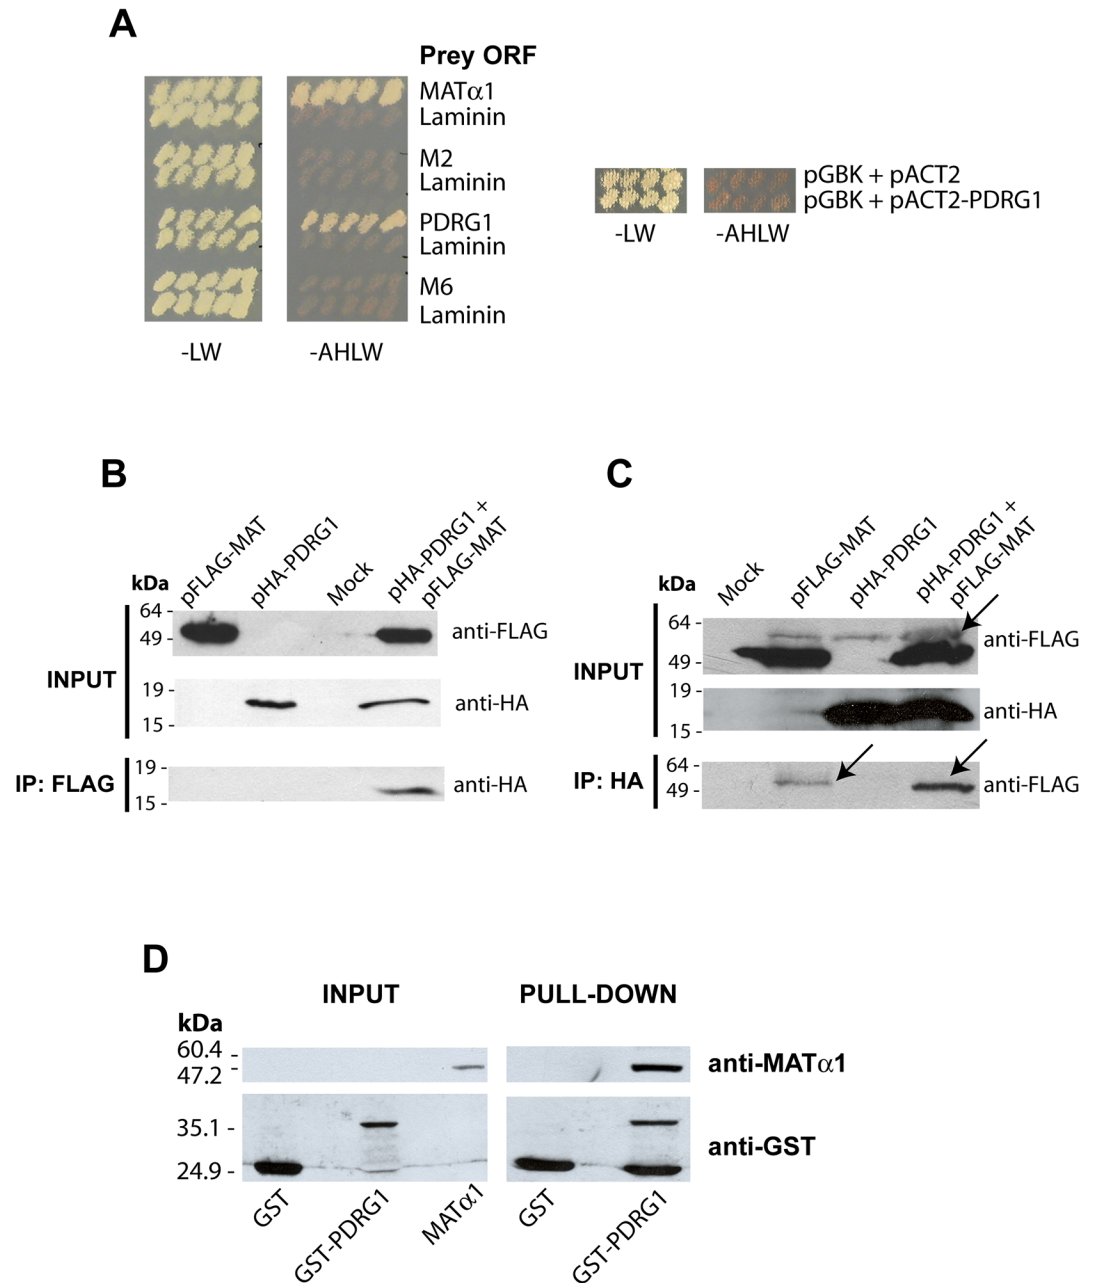 A
Prey ORF
MATα1
Laminin
M2
Laminin
PDRG1
Laminin
M6
Laminin
-LW
-AHLW
pGBK + pACT2
pGBK + pACT2-PDRG1
-LW
-AHLW
B
pFLAG-MAT
pHA-PDRG1
Mock
pHA-PDRG1 +
pFLAG-MAT
kDa
64 -
49 -
anti-FLAG
INPUT
19 -
15 -
anti-HA
IP: FLAG
19 -
15 -
anti-HA
C
Mock
pFLAG-MAT
pHA-PDRG1
pHA-PDRG1 +
pFLAG-MAT
kDa
64 -
49 -
anti-FLAG
INPUT
19 -
15 -
anti-HA
IP: HA
64 -
49 -
anti-FLAG
D
INPUT
PULL-DOWN
kDa
60.4 -
47.2 -
anti-MATα1
35.1 -
24.9 -
anti-GST
GST
GST-PDRG1
MATα1
GST
GST-PDRG1